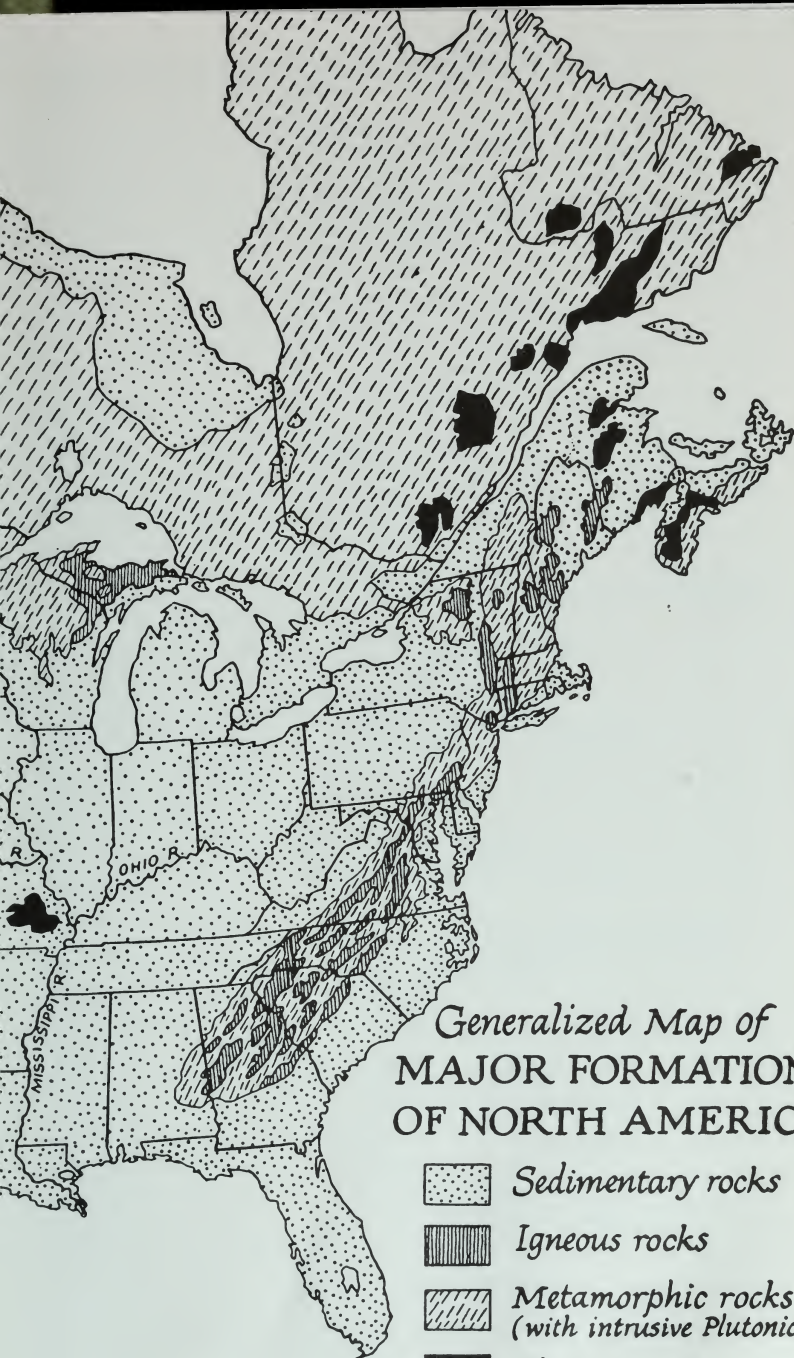 R.
OHIO R.
MISSISSIPPI R.
Generalized Map of
MAJOR FORMATION
OF NORTH AMERIC
Sedimentary rocks
Igneous rocks
Metamorphic rocks
(with intrusive Plutonic